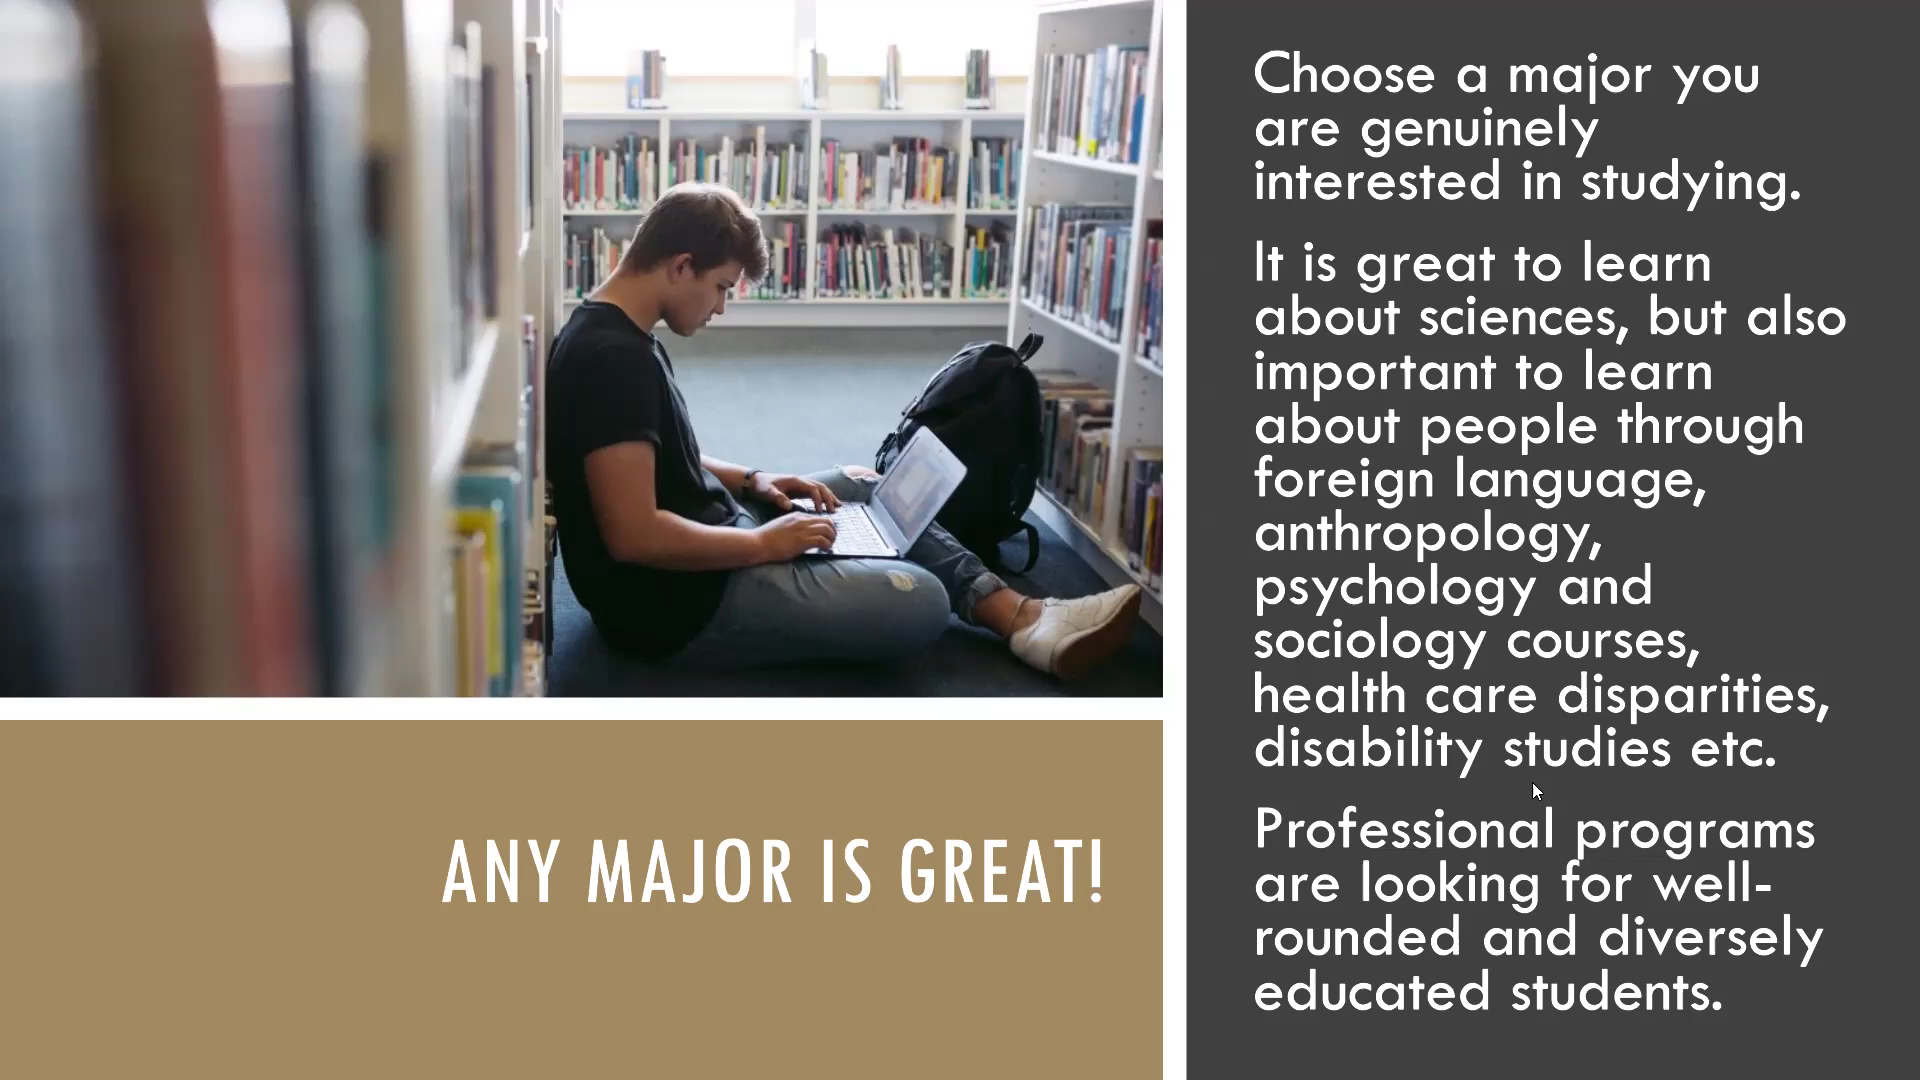 ANY MAJOR IS GREAT!
Choose a major you
are genuinely
interested in studying.
It is great to learn
about sciences, but also
important to learn
about people through
foreign language,
anthropology,
psychology and
sociology courses,
health care disparities,
disability studies etc.
Professional programs
are looking for well-
rounded and diversely
educated students.